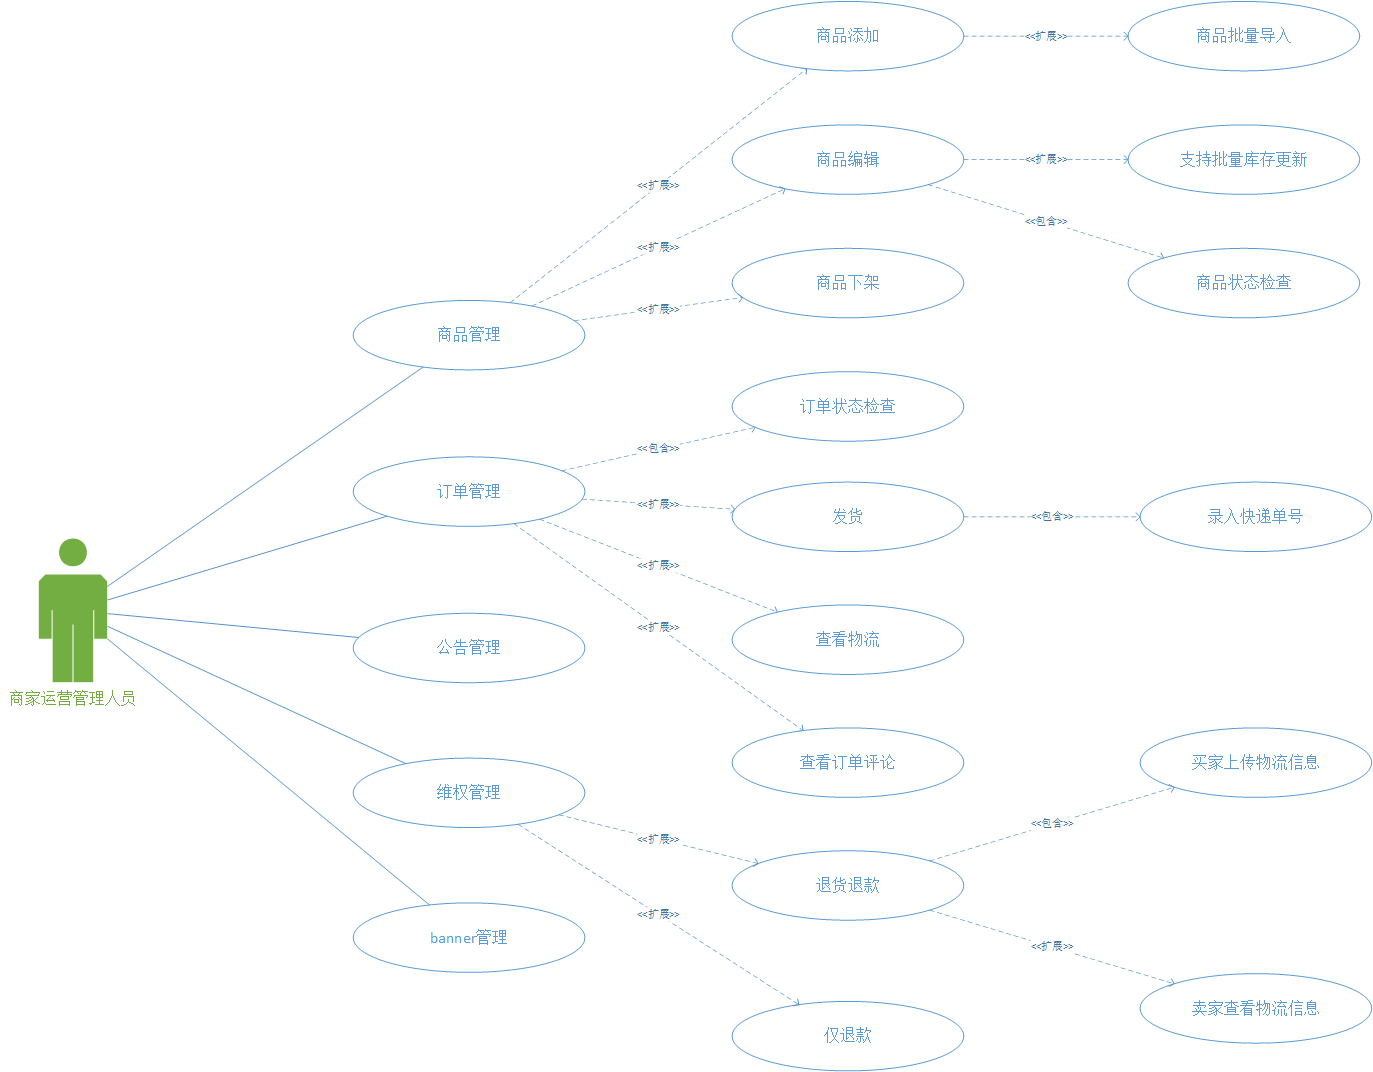 商品添加
<<扩展>>
商品批量导入
商品编辑
<<扩展>>
支持批量库存更新
<<扩展>>
<<包含>>
<<扩展>>
商品下架
商品状态检查
<<扩展>>
商品管理
订单状态检查
<<包含>>
订单管理
<<扩展>>
发货
<<包含>>
录入快递单号
<<扩展>>
<<扩展>>
查看物流
公告管理
商家运营管理人员
查看订单评论
买家上传物流信息
维权管理
<<包含>>
<<扩展>>
退货退款
<<扩展>>
banner管理
<<扩展>>
卖家查看物流信息
仅退款